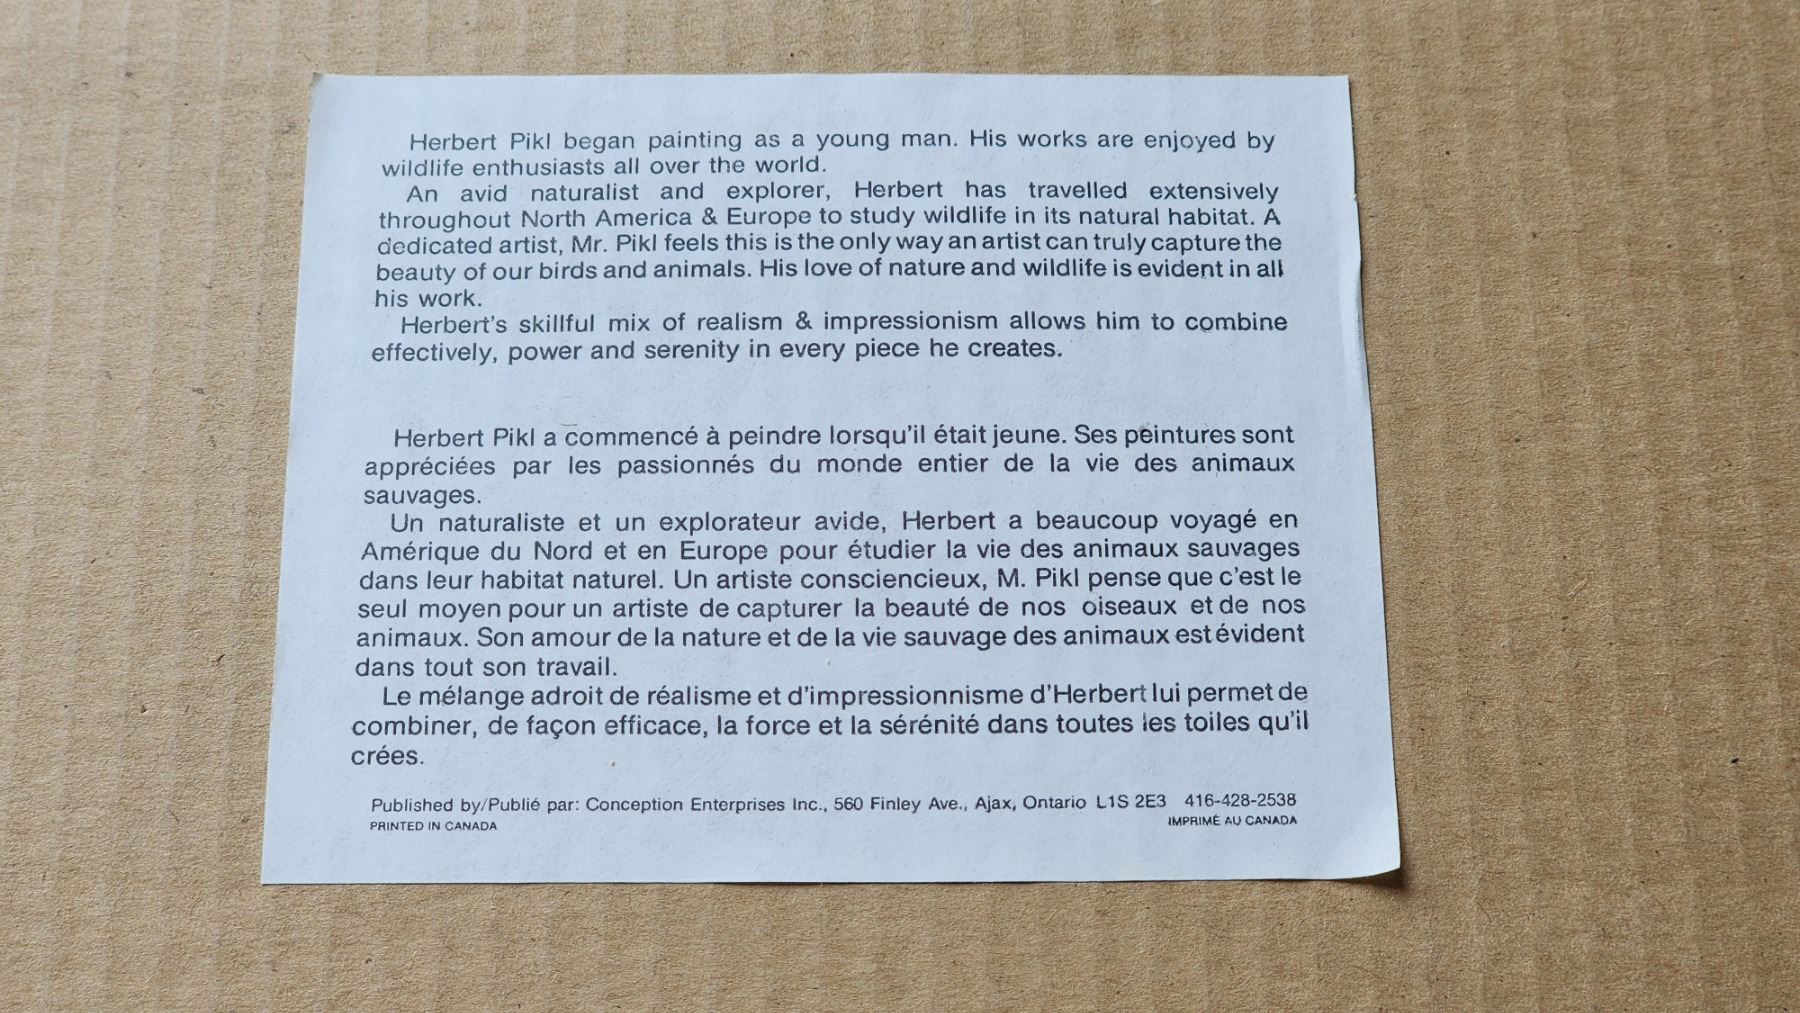 Herbert Pikl began painting as a young man. His works are enjoyed by
wildlife enthusiasts all over the world.
An avid naturalist and explorer, Herbert has travelled extensively
throughout North America & Europe to study wildlife in its natural habitat. A
dedicated artist, Mr. Pikl feels this is the only way an artist can truly capture the
beauty of our birds and animals. His love of nature and wildlife is evident in all
his work.
Herbert's skillful mix of realism & impressionism allows him to combine
effectively, power and serenity in every piece he creates.
Herbert Pikl a commencé à peindre lorsqu'il était jeune. Ses peintures sont
appréciées par les passionnés du monde entier de la vie des animaux
sauvages.
Un naturaliste et un explorateur avide, Herbert a beaucoup voyagé en
Amérique du Nord et en Europe pour étudier la vie des animaux sauvages
dans leur habitat naturel. Un artiste consciencieux, M. Pikl pense que c'est le
seul moyen pour un artiste de capturer la beauté de nos oiseaux et de nos
animaux. Son amour de la nature et de la vie sauvage des animaux est évident
dans tout son travail.
Le mélange adroit de réalisme et d'impressionnisme d'Herbert lui permet de
combiner, de façon efficace, la force et la sérénité dans toutes les toiles qu'il
crées.
Published by/Publié par: Conception Enterprises Inc., 560 Finley Ave., Ajax, Ontario L1S 2E3 416-428-2538
PRINTED IN CANADA IMPRIMÉ AU CANADA